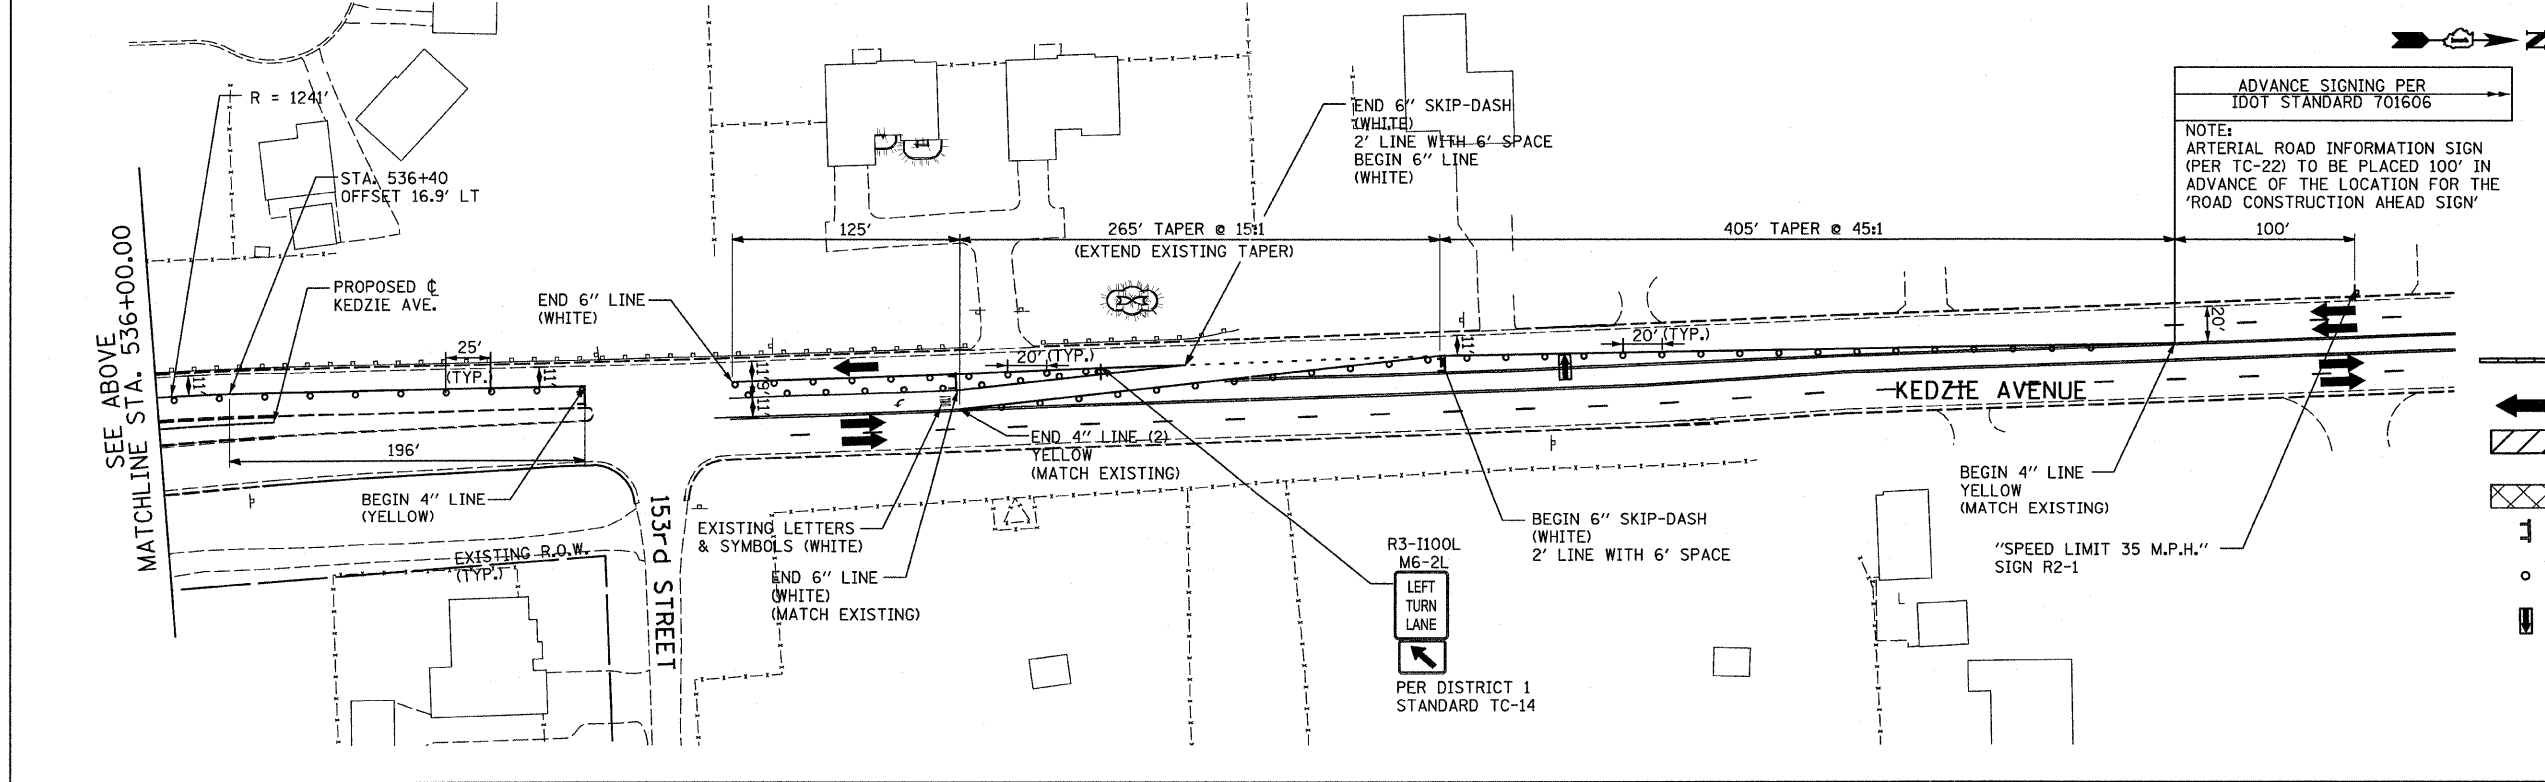 N
ADVANCE SIGNING PER
IDOT STANDARD 701606
NOTE:
ARTERIAL ROAD INFORMATION SIGN
(PER TC-22) TO BE PLACED 100' IN
ADVANCE OF THE LOCATION FOR THE
'ROAD CONSTRUCTION AHEAD SIGN'
R = 1241'
STA. 536+40
OFFSET 16.9' LT
END 6" SKIP-DASH
(WHITE)
2' LINE WITH 6' SPACE
BEGIN 6" LINE
(WHITE)
125'
265' TAPER @ 15:1
(EXTEND EXISTING TAPER)
405' TAPER @ 45:1
100'
SEE ABOVE
MATCHLINE STA. 536+00.00
PROPOSED ℄
KEDZIE AVE.
END 6" LINE
(WHITE)
25'
(TYP.)
11'
11'
11'
9'
11'
20' (TYP.)
11'
20' (TYP.)
20'
KEDZIE AVENUE
196'
BEGIN 4" LINE
(YELLOW)
END 4" LINE (2)
YELLOW
(MATCH EXISTING)
BEGIN 4" LINE
YELLOW
(MATCH EXISTING)
EXISTING LETTERS
& SYMBOLS (WHITE)
BEGIN 6" SKIP-DASH
(WHITE)
2' LINE WITH 6' SPACE
"SPEED LIMIT 35 M.P.H."
SIGN R2-1
EXISTING R.O.W.
(TYP.)
153rd STREET
END 6" LINE
(WHITE)
(MATCH EXISTING)
R3-I100L
M6-2L
LEFT
TURN
LANE
PER DISTRICT 1
STANDARD TC-14